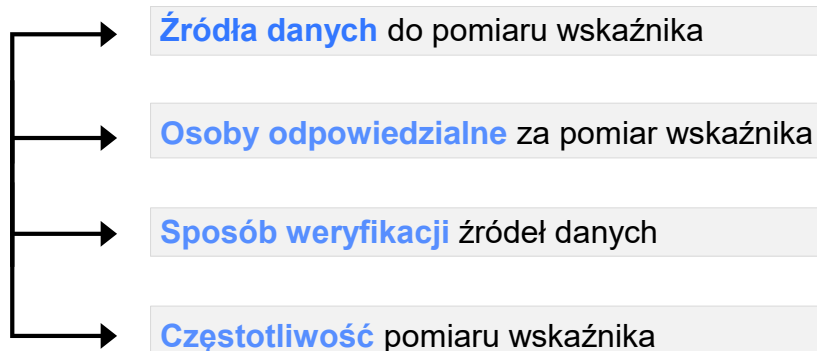 Źródła danych do pomiaru wskaźnika
Osoby odpowiedzialne za pomiar wskaźnika
Sposób weryfikacji źródeł danych
Częstotliwość pomiaru wskaźnika